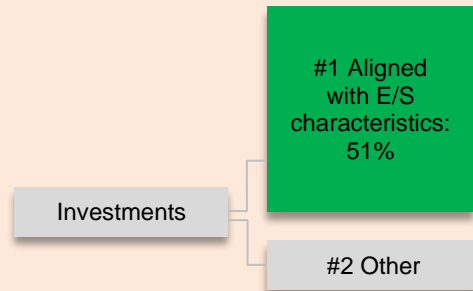 #1 Aligned
with E/S
characteristics:
51%
Investments
#2 Other